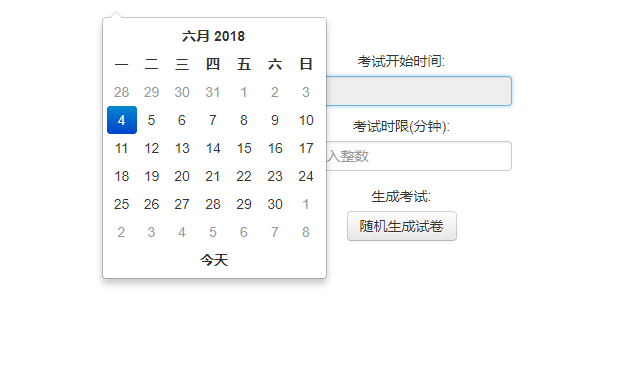 六月 2018
一 二 三 四 五 六 日
28 29 30 31 1 2 3
4 5 6 7 8 9 10
11 12 13 14 15 16 17
18 19 20 21 22 23 24
25 26 27 28 29 30 1
2 3 4 5 6 7 8
今天
考试开始时间:
考试时限(分钟):
入整数
生成考试:
随机生成试卷